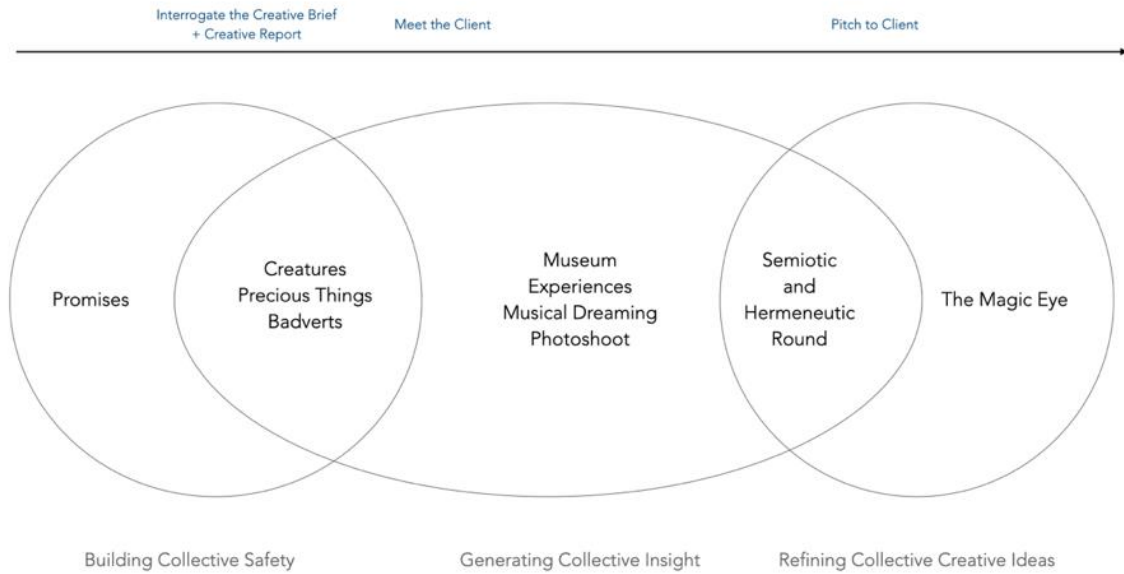 Interrogate the Creative Brief
+ Creative Report
Meet the Client
Pitch to Client
Promises
Creatures
Precious Things
Badverts
Museum
Experiences
Musical Dreaming
Photoshoot
Semiotic
and
Hermeneutic
Round
The Magic Eye
Building Collective Safety
Generating Collective Insight
Refining Collective Creative Ideas